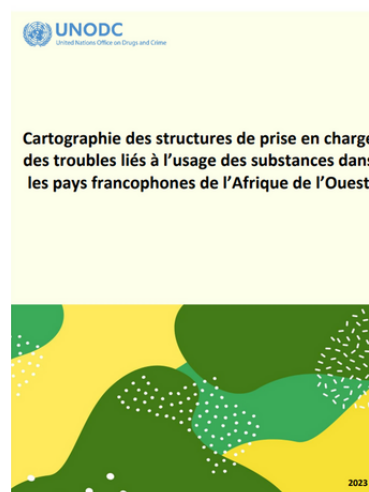 UNODC
United Nations Office on Drugs and Crime
Cartographie des structures de prise en charge
des troubles liés à l'usage des substances dans
les pays francophones de l'Afrique de l'Ouest
2023